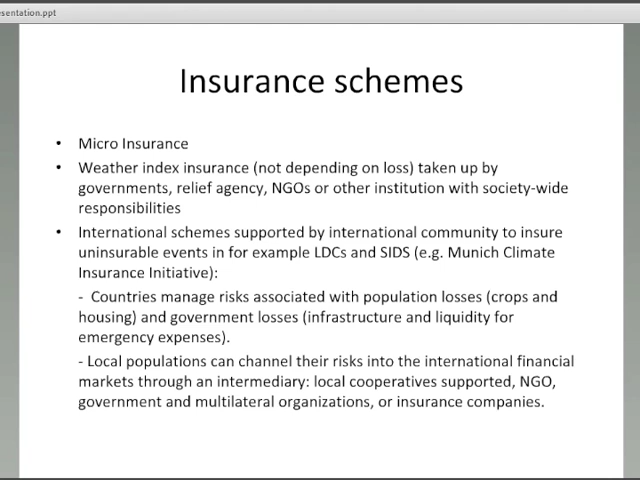 esentation.ppt
Insurance schemes
• Micro Insurance
• Weather index insurance (not depending on loss) taken up by
governments, relief agency, NGOs or other institution with society-wide
responsibilities
• International schemes supported by international community to insure
uninsurable events in for example LDCs and SIDS (e.g. Munich Climate
Insurance Initiative):
- Countries manage risks associated with population losses (crops and
housing) and government losses (infrastructure and liquidity for
emergency expenses).
- Local populations can channel their risks into the international financial
markets through an intermediary: local cooperatives supported, NGO,
government and multilateral organizations, or insurance companies.